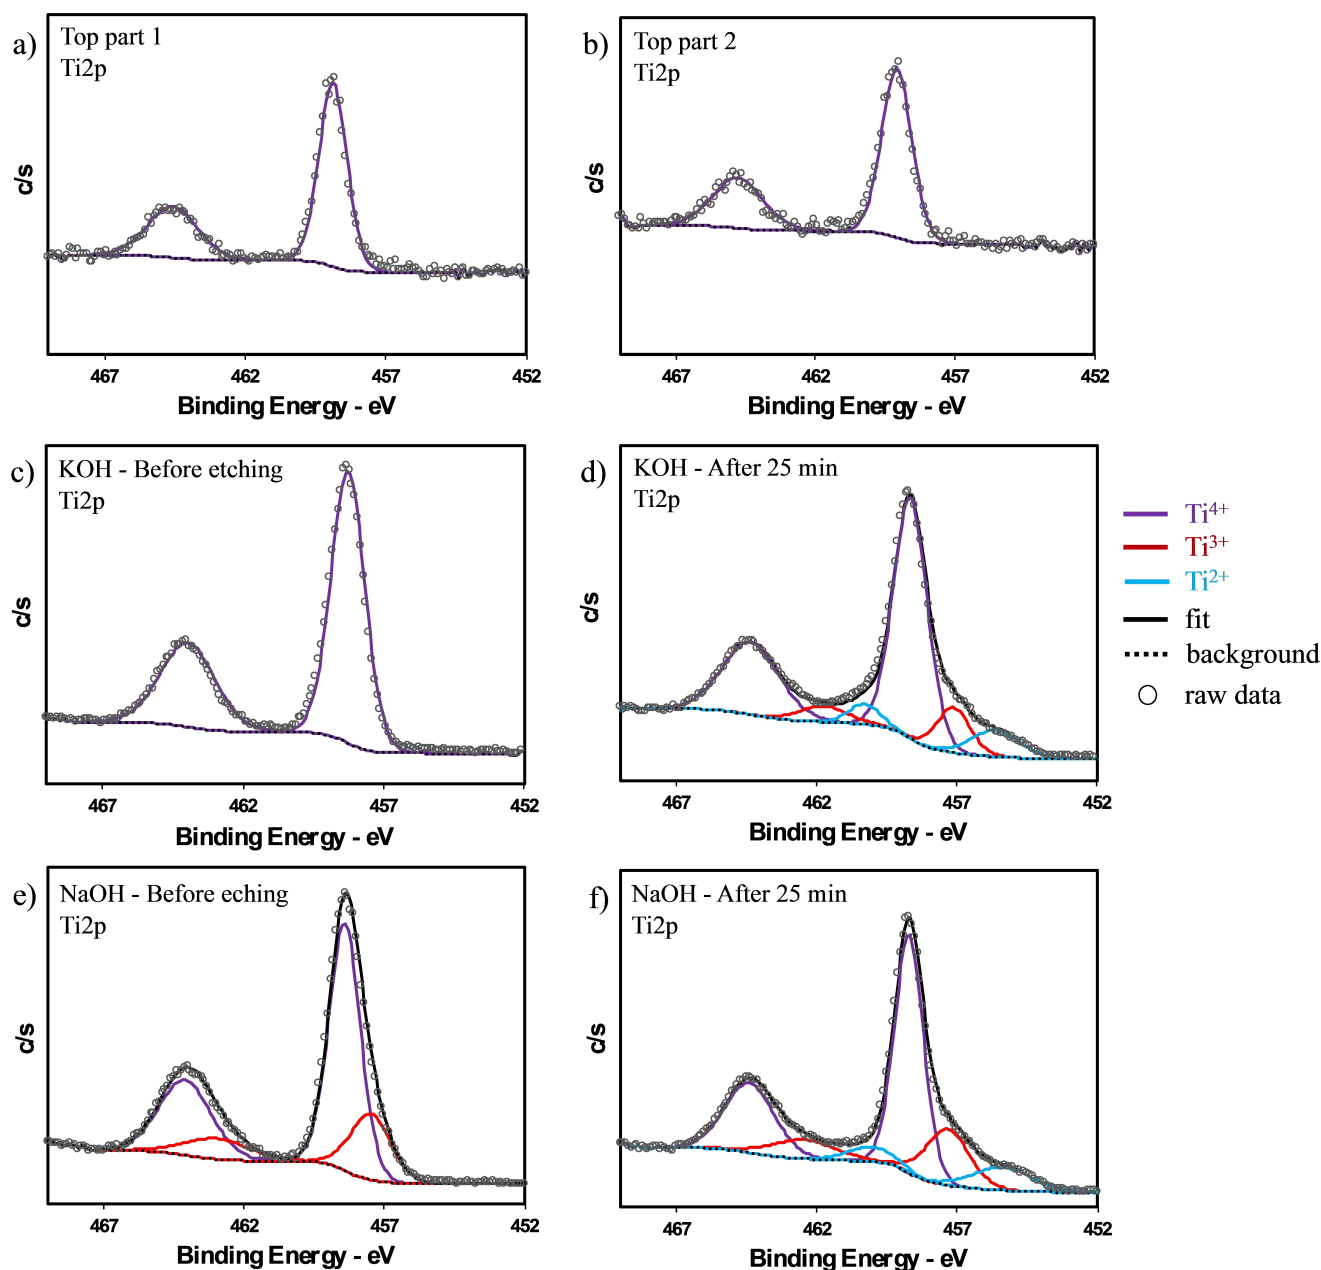 a)
Top part 1
Ti2p
c/s
467 462 457 452
Binding Energy - eV
b)
Top part 2
Ti2p
c/s
467 462 457 452
Binding Energy - eV
c)
KOH - Before etching
Ti2p
c/s
467 462 457 452
Binding Energy - eV
d)
KOH - After 25 min
Ti2p
c/s
467 462 457 452
Binding Energy - eV
Ti⁴⁺
Ti³⁺
Ti²⁺
fit
background
raw data
e)
NaOH - Before eching
Ti2p
c/s
467 462 457 452
Binding Energy - eV
f)
NaOH - After 25 min
Ti2p
c/s
467 462 457 452
Binding Energy - eV